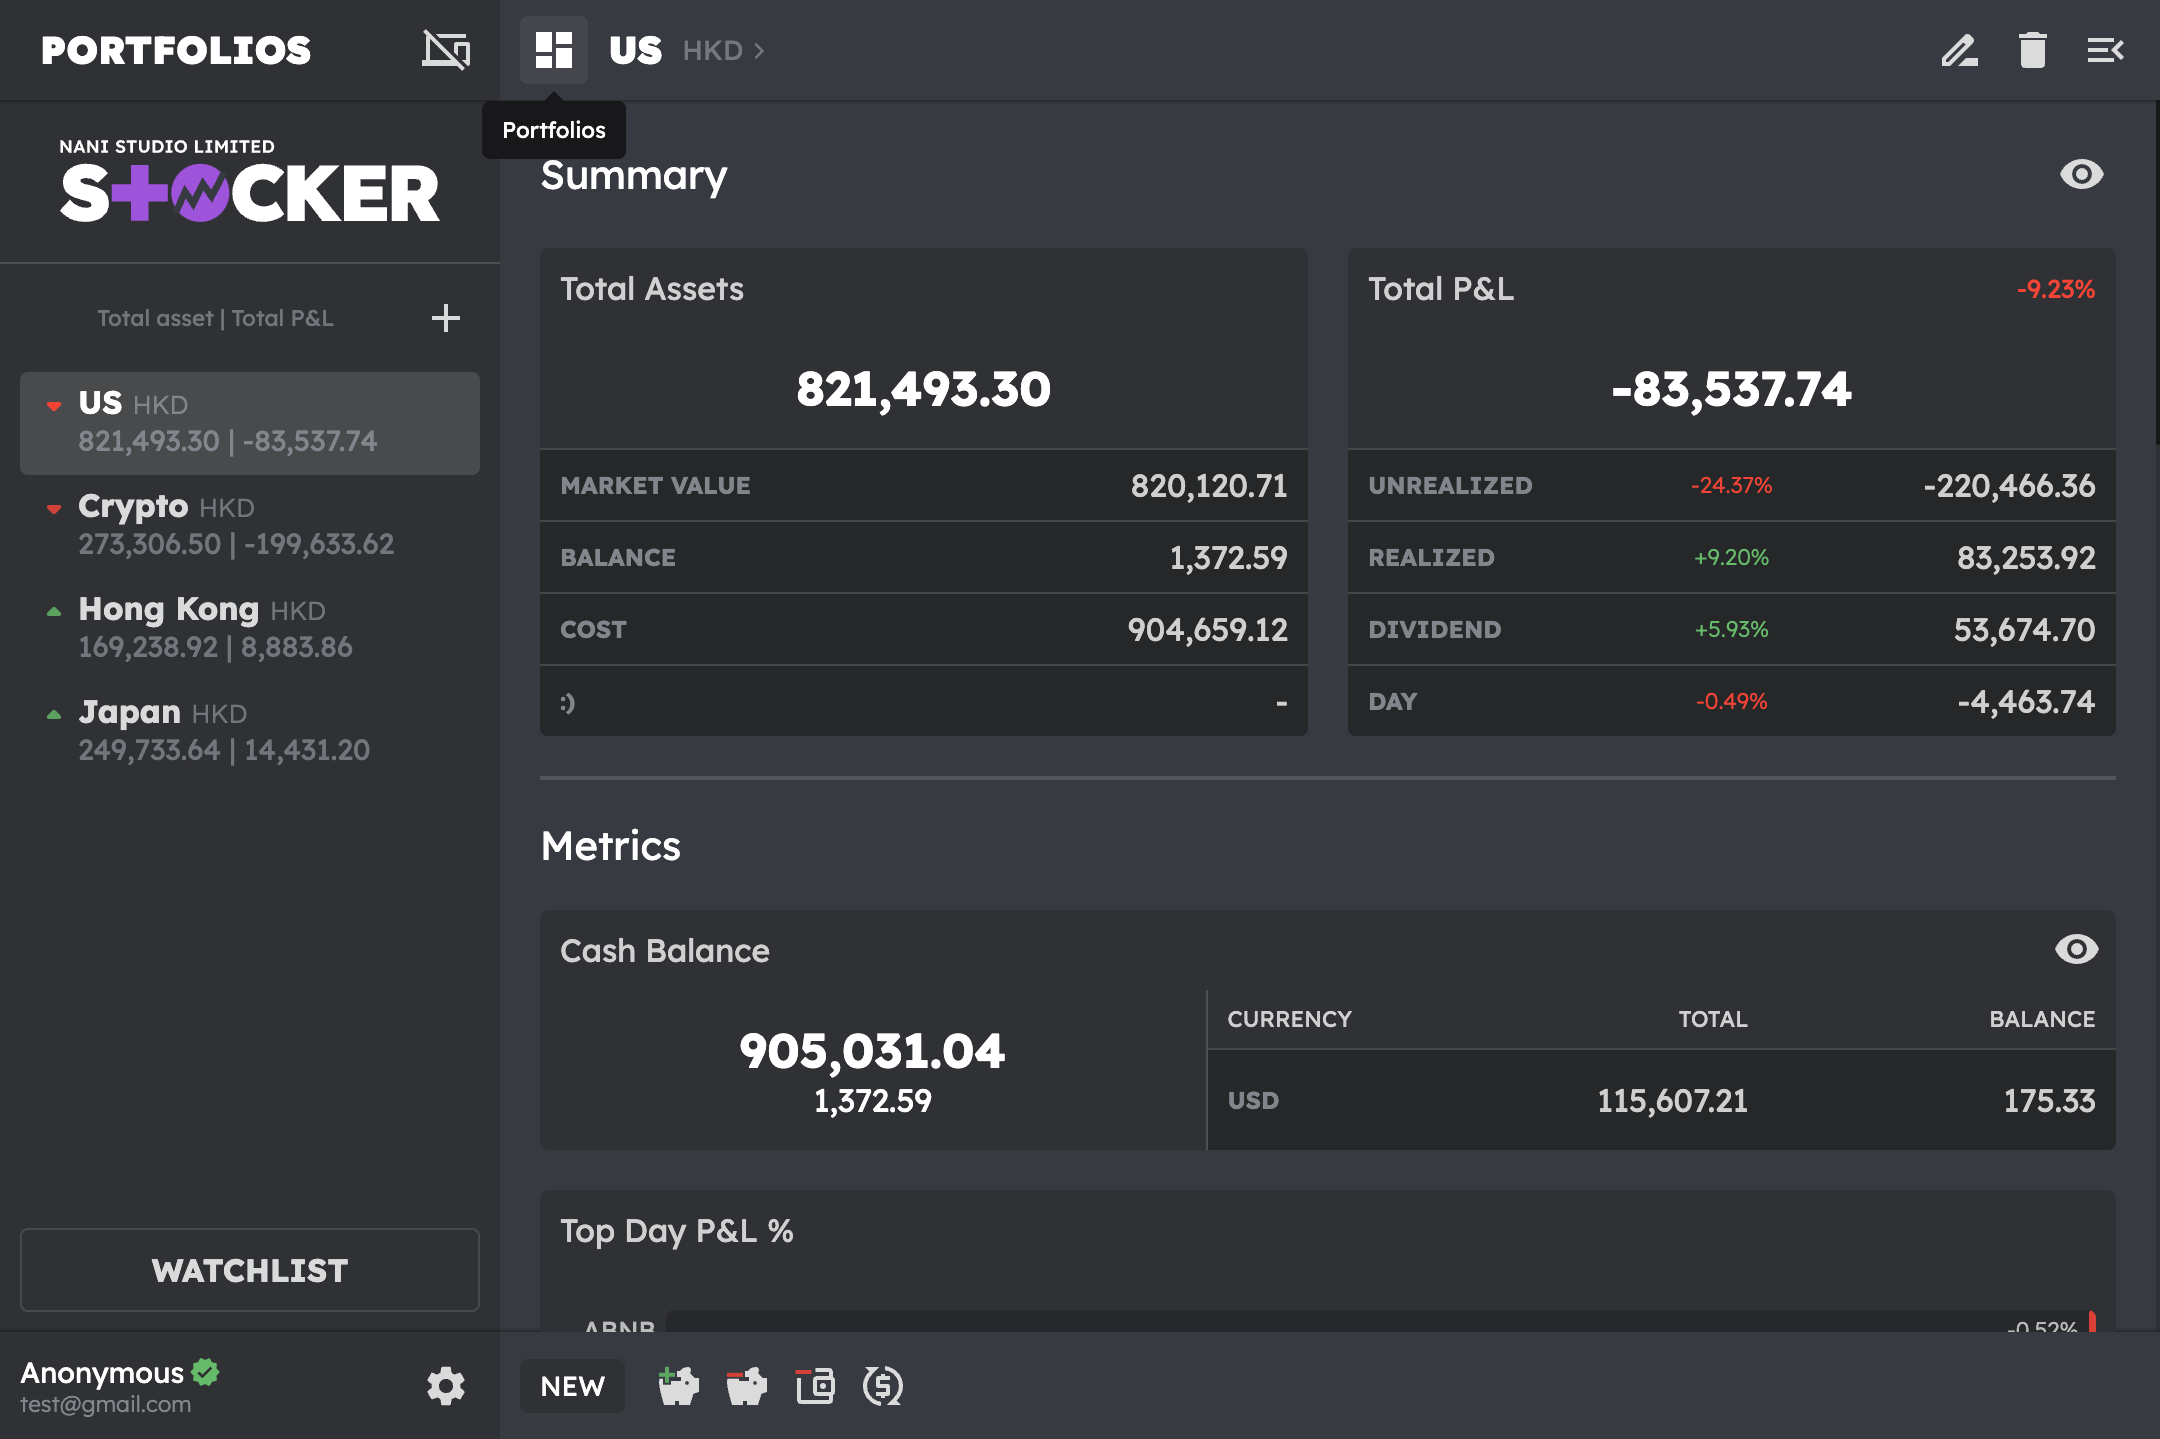 PORTFOLIOS
US HKD
Portfolios
NANI STUDIO LIMITED
STOCKER
Total asset | Total P&L
US HKD
821,493.30 | -83,537.74
Crypto HKD
273,306.50 | -199,633.62
Hong Kong HKD
169,238.92 | 8,883.86
Japan HKD
249,733.64 | 14,431.20
WATCHLIST
Anonymous
test@gmail.com
Summary
Total Assets
821,493.30
MARKET VALUE 820,120.71
BALANCE 1,372.59
COST 904,659.12
:) -
Total P&L -9.23%
-83,537.74
UNREALIZED -24.37% -220,466.36
REALIZED +9.20% 83,253.92
DIVIDEND +5.93% 53,674.70
DAY -0.49% -4,463.74
Metrics
Cash Balance
905,031.04
1,372.59
CURRENCY TOTAL BALANCE
USD 115,607.21 175.33
Top Day P&L %
ABNB -0.52%
NEW